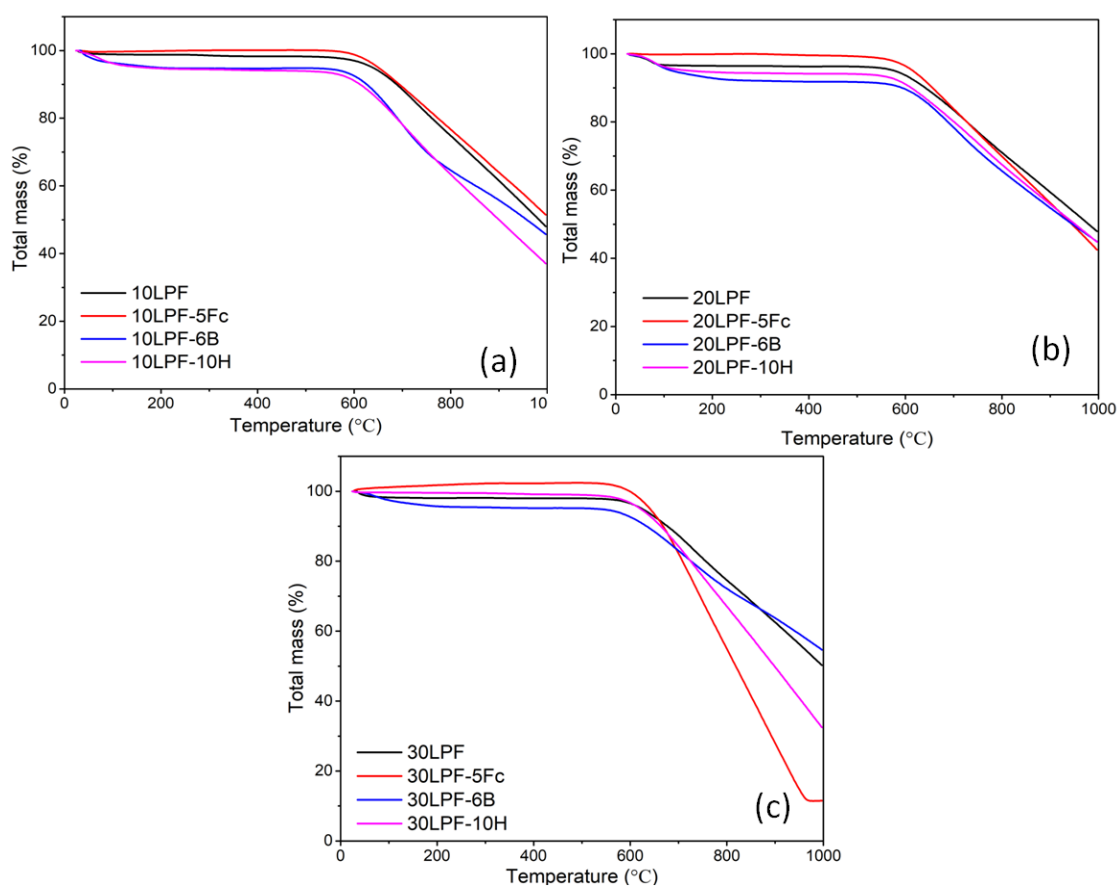 100
80
60
40
20
0
Total mass (%)
10LPF
10LPF-5Fc
10LPF-6B
10LPF-10H
(a)
0 200 400 600 800 10
Temperature (°C)
100
80
60
40
20
0
Total mass (%)
20LPF
20LPF-5Fc
20LPF-6B
20LPF-10H
(b)
0 200 400 600 800 1000
Temperature (°C)
100
80
60
40
20
0
Total mass (%)
30LPF
30LPF-5Fc
30LPF-6B
30LPF-10H
(c)
0 200 400 600 800 1000
Temperature (°C)